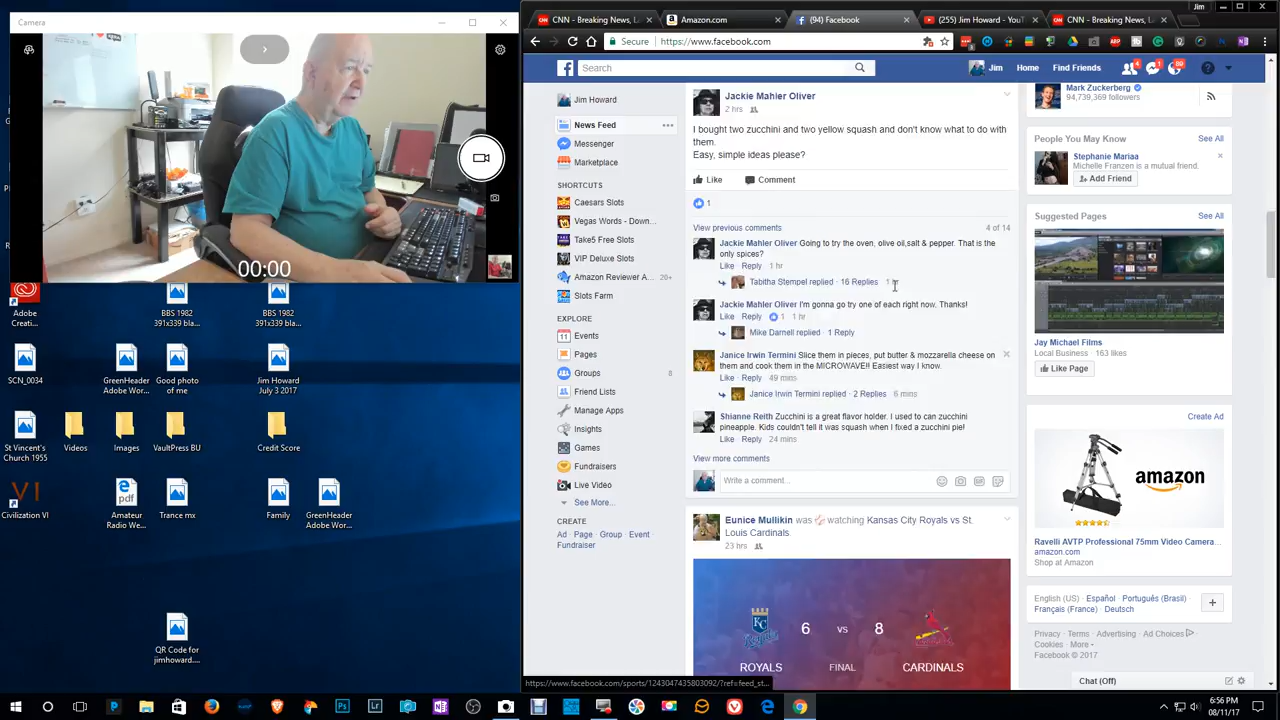 Camera
00:00
Adobe
Creati...
BBS 1982
391x339 bla...
BBS 1982
391x339 bla...
SCN_0034
GreenHeader
Adobe Wor...
Good photo
of me
Jim Howard
July 3 2017
St Vincent's
Church 1955
Videos
Images
VaultPress BU
Credit Score
Civilization VI
Amateur
Radio We...
Trance mx
Family
GreenHeader
Adobe Wor...
QR Code for
jimhoward....
Jim
CNN - Breaking News, L
Amazon.com
(94) Facebook
(255) Jim Howard - YouT
CNN - Breaking News, L
Secure
https://www.facebook.com
Search
Jim
Home
Find Friends
Jim Howard
News Feed
Messenger
Marketplace
SHORTCUTS
Caesars Slots
Vegas Words - Down...
Take5 Free Slots
VIP Deluxe Slots
Amazon Reviewer A... 20+
Slots Farm
EXPLORE
Events
Pages
Groups 8
Friend Lists
Manage Apps
Insights
Games
Fundraisers
Live Video
See More...
CREATE
Ad · Page · Group · Event ·
Fundraiser
Jackie Mahler Oliver
2 hrs ·
I bought two zucchini and two yellow squash and don't know what to do with
them.
Easy, simple ideas please?
Like Comment
1
View previous comments 4 of 14
Jackie Mahler Oliver Going to try the oven, olive oil,salt & pepper. That is the
only spices?
Like · Reply · 1 hr
Tabitha Stempel replied · 16 Replies · 1 hr
Jackie Mahler Oliver I'm gonna go try one of each right now. Thanks!
Like · Reply · 1 · 1 hr
Mike Darnell replied · 1 Reply
Janice Irwin Termini Slice them in pieces, put butter & mozzarella cheese on
them and cook them in the MICROWAVE!! Easiest way I know.
Like · Reply · 49 mins
Janice Irwin Termini replied · 2 Replies · 6 mins
Shianne Reith Zucchini is a great flavor holder. I used to can zucchini
pineapple. Kids couldn't tell it was squash when I fixed a zucchini pie!
Like · Reply · 24 mins
View more comments
Write a comment...
Eunice Mullikin was watching Kansas City Royals vs St.
Louis Cardinals
23 hrs ·
6 vs 8
ROYALS FINAL CARDINALS
https://www.facebook.com/sports/1243047435803092/?ref=feed_st...
Mark Zuckerberg
94,739,369 followers
People You May Know See All
Stephanie Mariaa
Michelle Franzen is a mutual friend.
Add Friend
Suggested Pages See All
Jay Michael Films
Local Business · 163 likes
Like Page
Create Ad
amazon
Ravelli AVTP Professional 75mm Video Camera...
amazon.com
Shop at Amazon
English (US) · Español · Português (Brasil) ·
Français (France) · Deutsch
Privacy · Terms · Advertising · Ad Choices ·
Cookies · More
Facebook © 2017
Chat (Off)
6:56 PM
08/11/17